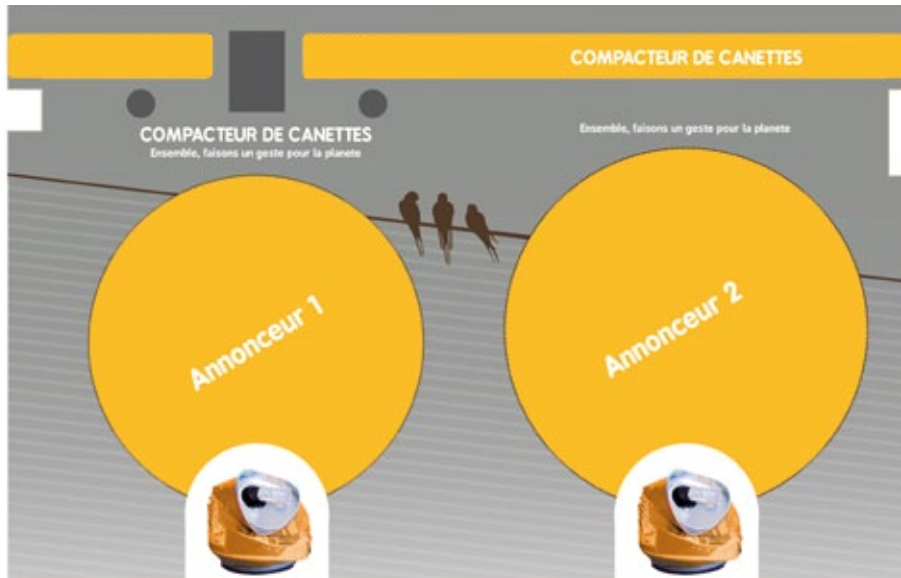 COMPACTEUR DE CANETTES
COMPACTEUR DE CANETTES
Ensemble, faisons un geste pour la planete
Ensemble, faisons un geste pour la planete
Annonceur 1
Annonceur 2